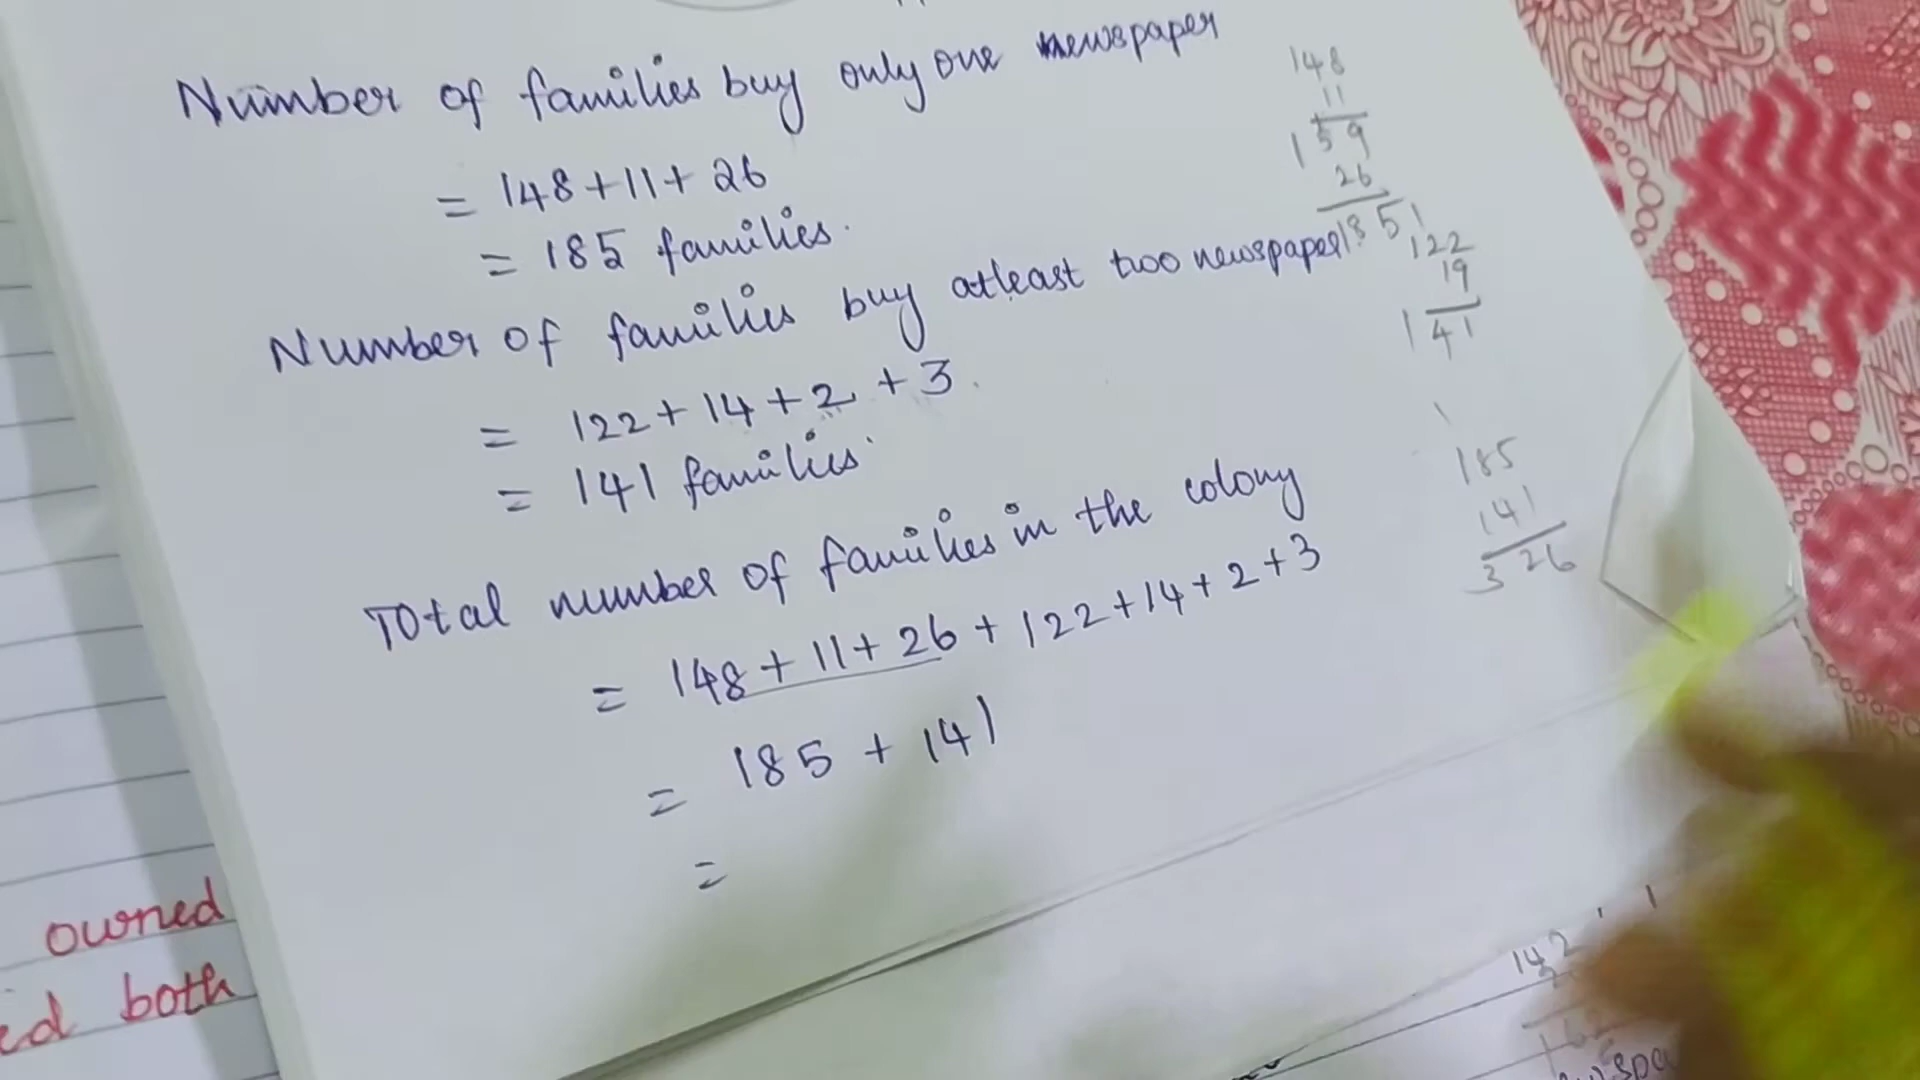 Number of families buy only one newspaper
= 148+11+ 26
= 185 families.
Number of families buy atleast two newspaper
= 122+ 14 + 2 + 3
= 141 families
Total number of families in the colony
= 148 + 11+ 26 + 122+14+2+3
= 185 + 141
=
148
11
159
26
185
1
122
19
141
185
141
326
owned
both
142